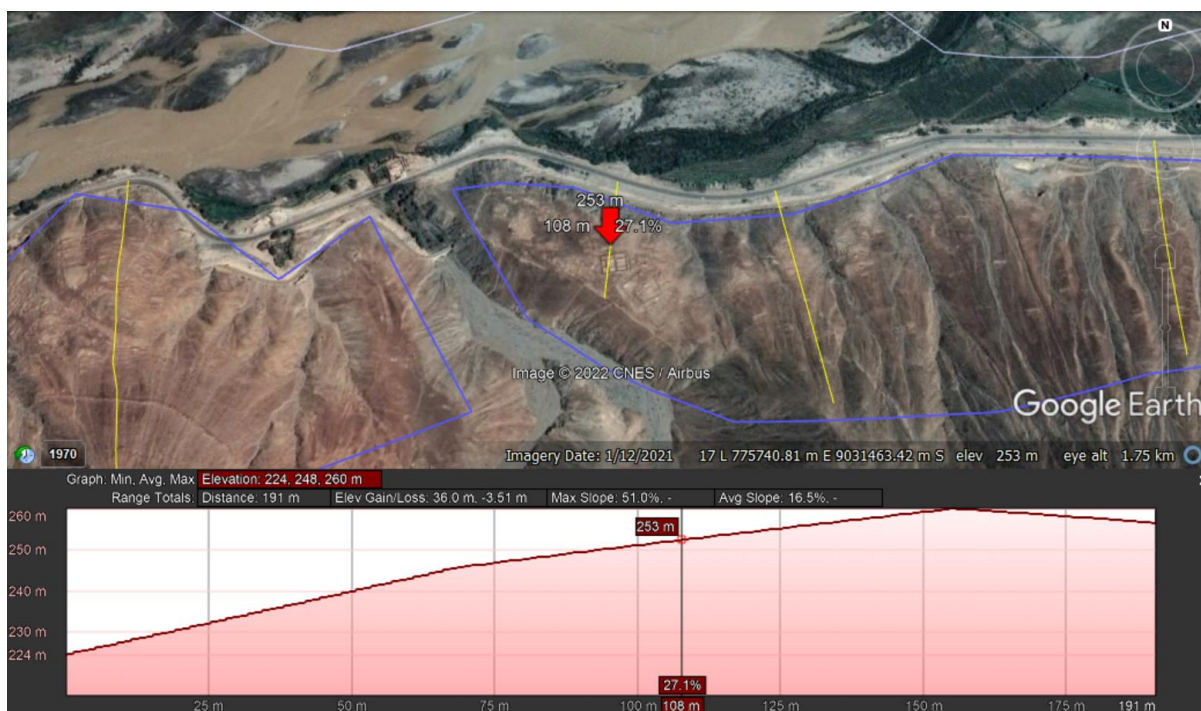 N
253 m
108 m 27.1%
Image © 2022 CNES / Airbus
Google Earth
1970
Imagery Date: 1/12/2021 17 L 775740.81 m E 9031463.42 m S elev 253 m eye alt 1.75 km
Graph: Min, Avg, Max Elevation: 224, 248, 260 m
Range Totals: Distance: 191 m Elev Gain/Loss: 36.0 m, -3.51 m Max Slope: 51.0%, - Avg Slope: 16.5%, -
260 m
253 m
250 m
240 m
230 m
224 m
27.1%
25 m 50 m 75 m 100 m 108 m 125 m 150 m 175 m 191 m